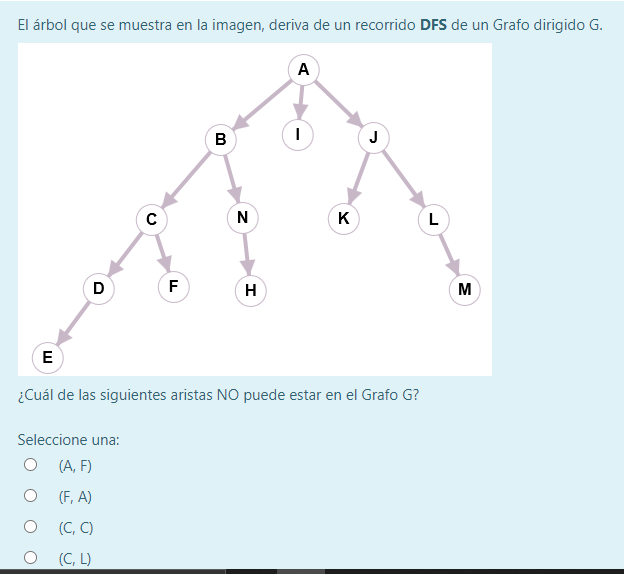 El árbol que se muestra en la imagen, deriva de un recorrido DFS de un Grafo dirigido G.
A
B
I
J
C
N
K
L
D
F
H
M
E
¿Cuál de las siguientes aristas NO puede estar en el Grafo G?
Seleccione una:
(A, F)
(F, A)
(C, C)
(C, L)